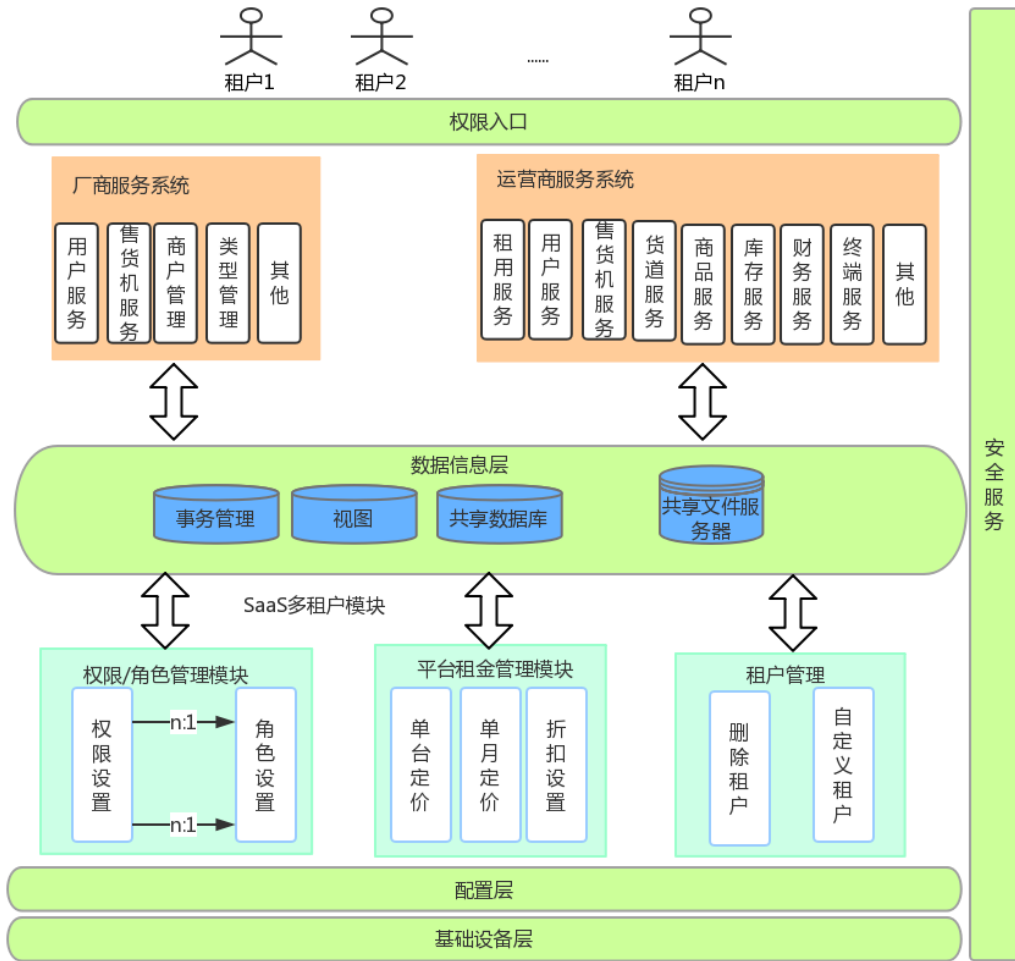 租户1
租户2
......
租户n
权限入口
厂商服务系统
用户服务
售货机服务
商户管理
类型管理
其他
运营商服务系统
租用服务
用户服务
售货机服务
货道服务
商品服务
库存服务
财务服务
终端服务
其他
安全服务
数据信息层
事务管理
视图
共享数据库
共享文件服
务器
SaaS多租户模块
权限/角色管理模块
权限设置
n:1
n:1
角色设置
平台租金管理模块
单台定价
单月定价
折扣设置
租户管理
删除租户
自定义租户
配置层
基础设备层